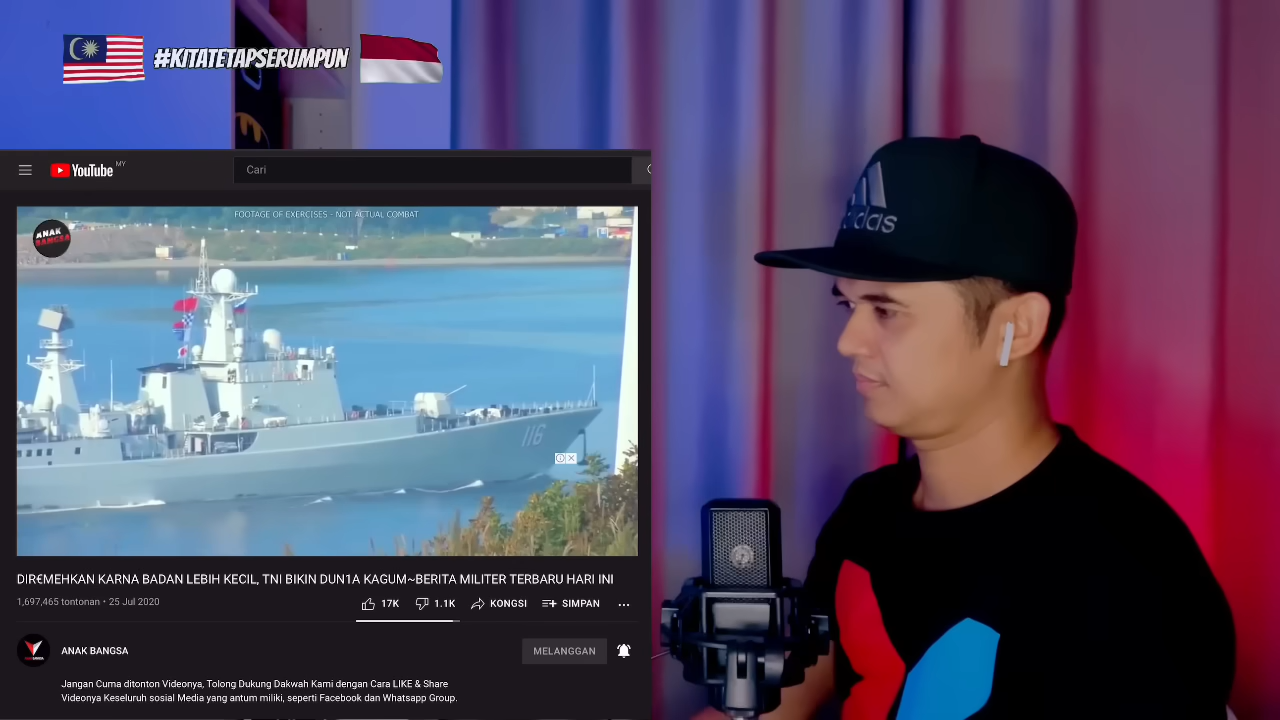 #KITATETAPSERUMPUN
YouTube MY
Cari
ANAK BANGSA
FOOTAGE OF EXERCISES - NOT ACTUAL COMBAT
116
adidas
DIR€MEHKAN KARNA BADAN LEBIH KECIL, TNI BIKIN DUN1A KAGUM~BERITA MILITER TERBARU HARI INI
1,697,465 tontonan • 25 Jul 2020
17K 1.1K KONGSI SIMPAN
ANAK BANGSA
MELANGGAN
Jangan Cuma ditonton Videonya, Tolong Dukung Dakwah Kami dengan Cara LIKE & Share
Videonya Keseluruh sosial Media yang antum miliki, seperti Facebook dan Whatsapp Group.